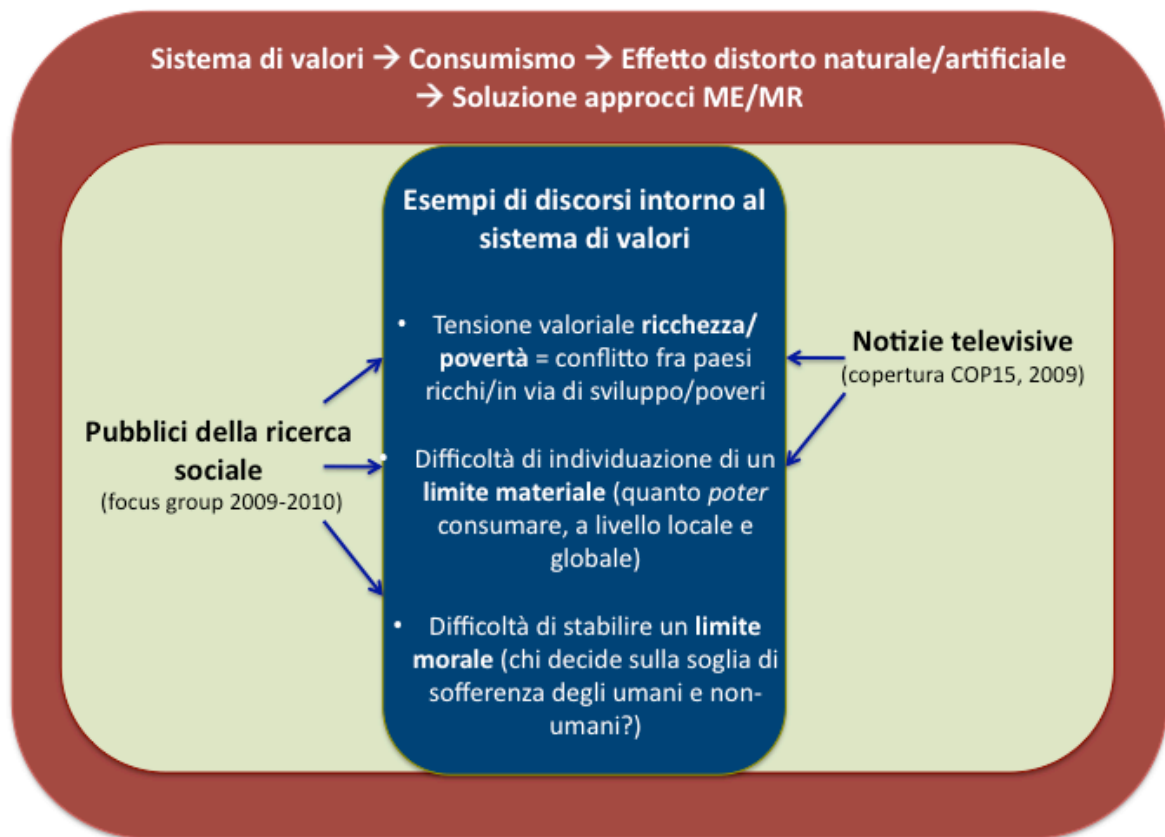 Sistema di valori → Consumismo → Effetto distorto naturale/artificiale
→ Soluzione approcci ME/MR
Esempi di discorsi intorno al
sistema di valori
• Tensione valoriale ricchezza/
povertà = conflitto fra paesi
ricchi/in via di sviluppo/poveri
• Difficoltà di individuazione di un
limite materiale (quanto poter
consumare, a livello locale e
globale)
• Difficoltà di stabilire un limite
morale (chi decide sulla soglia di
sofferenza degli umani e non-
umani?)
Pubblici della ricerca
sociale
(focus group 2009-2010)
Notizie televisive
(copertura COP15, 2009)